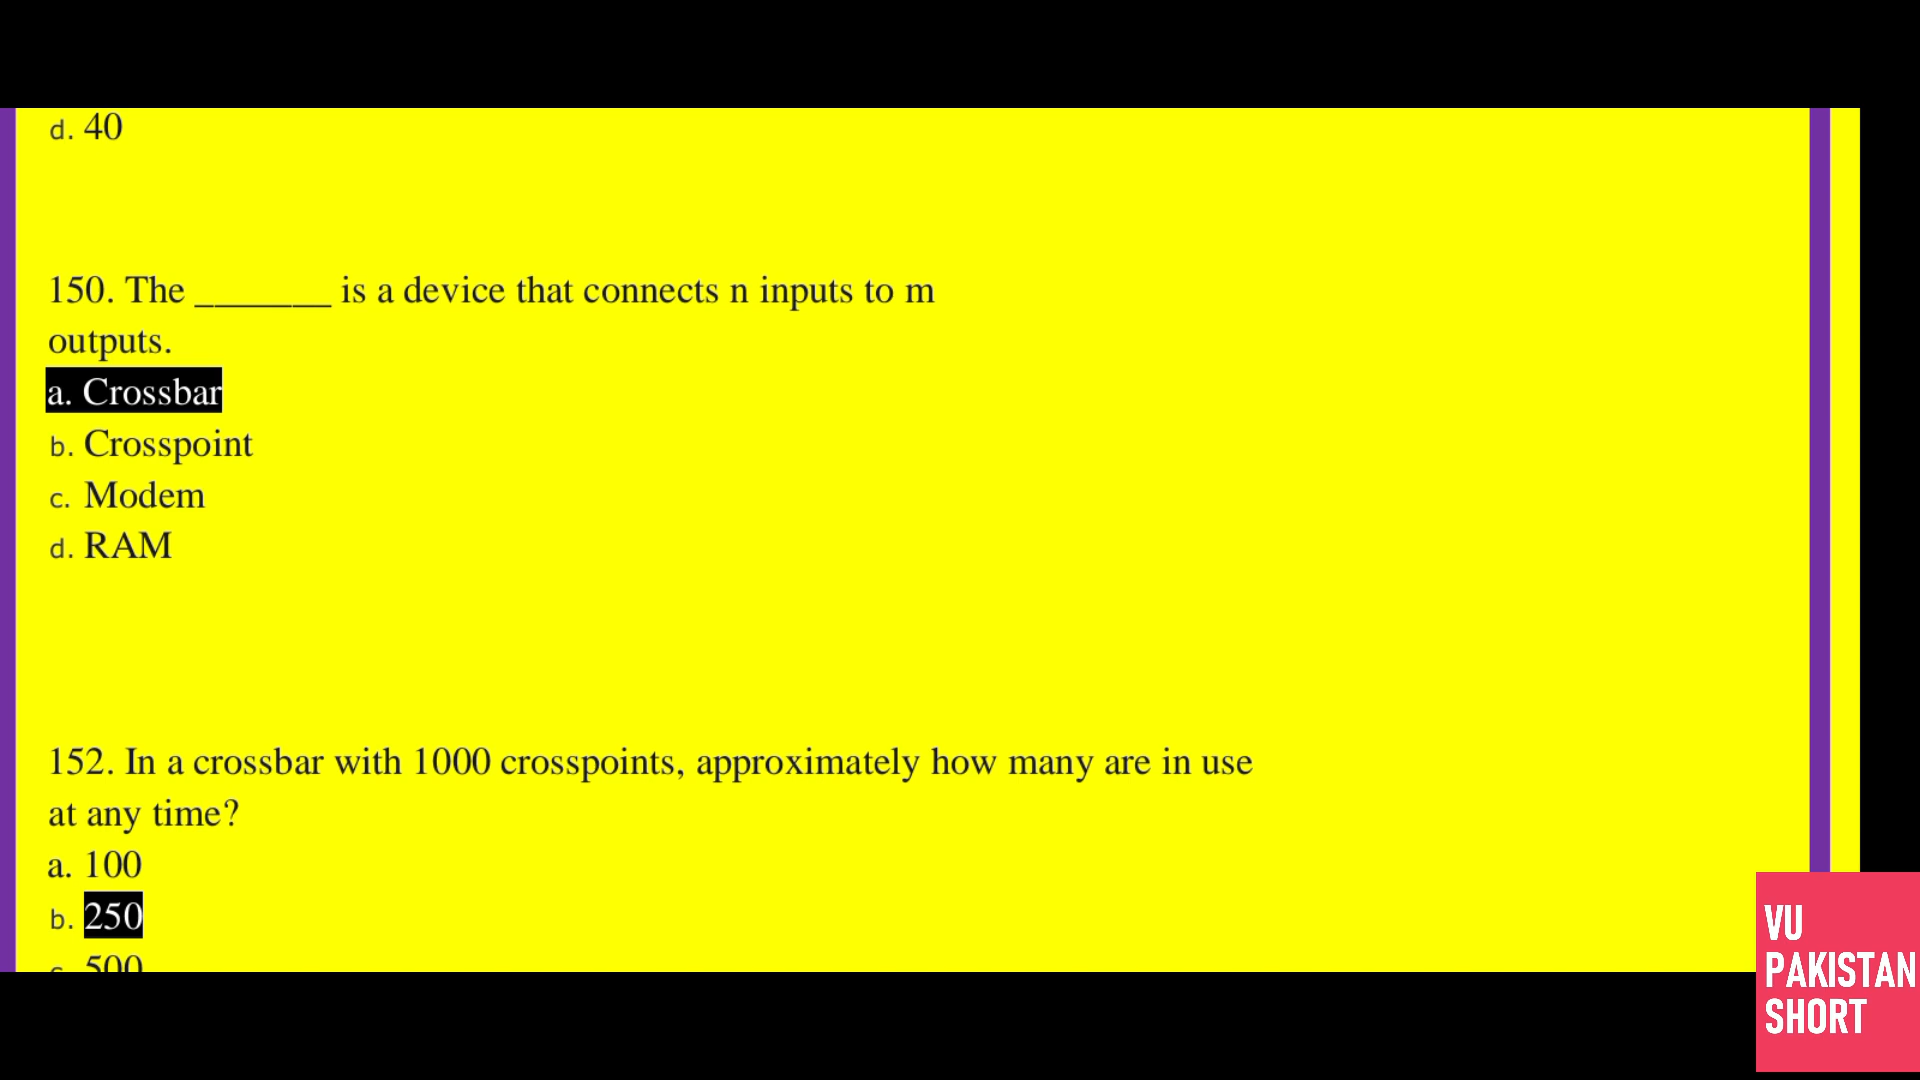 d. 40
150. The _______ is a device that connects n inputs to m
outputs.
a. Crossbar
b. Crosspoint
c. Modem
d. RAM
152. In a crossbar with 1000 crosspoints, approximately how many are in use
at any time?
a. 100
b. 250
c. 500
VU
PAKISTAN
SHORT